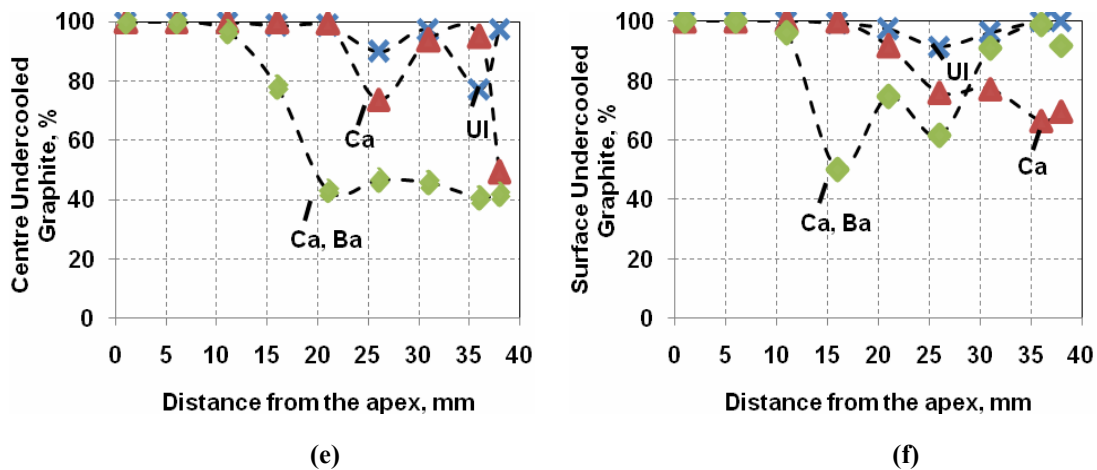 Centre Undercooled
Graphite, %
100
80
60
40
20
0
Ca
UI
Ca, Ba
0 5 10 15 20 25 30 35 40
Distance from the apex, mm
(e)
Surface Undercooled
Graphite, %
100
80
60
40
20
0
UI
Ca
Ca, Ba
0 5 10 15 20 25 30 35 40
Distance from the apex, mm
(f)